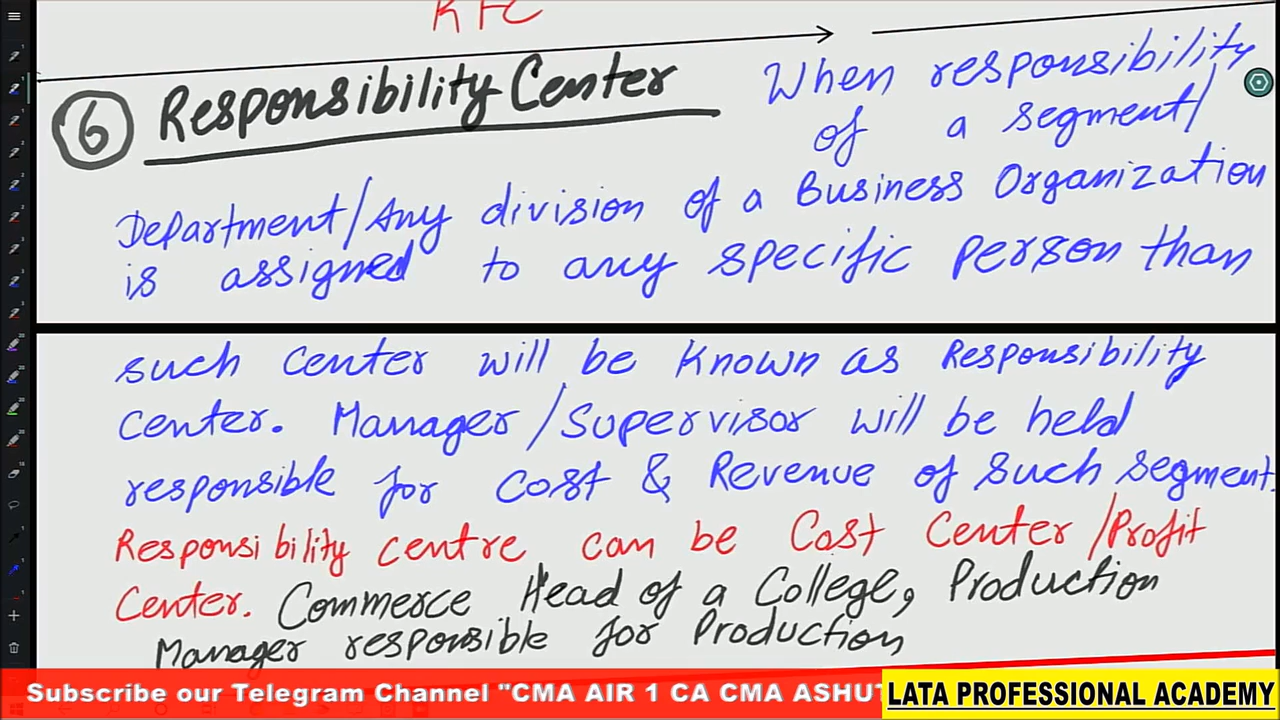 KFC
6 Responsibility Center
When responsibility
of a segment/
Department/Any division of a Business Organization
is assigned to any specific person than
such center will be known as Responsibility
center. Manager/Supervisor will be held
responsible for cost & Revenue of such segment.
Responsibility centre can be Cost Center/Profit
Center. Commerce Head of a College, Production
Manager responsible for Production
Subscribe our Telegram Channel "CMA AIR 1 CA CMA ASHUT
LATA PROFESSIONAL ACADEMY